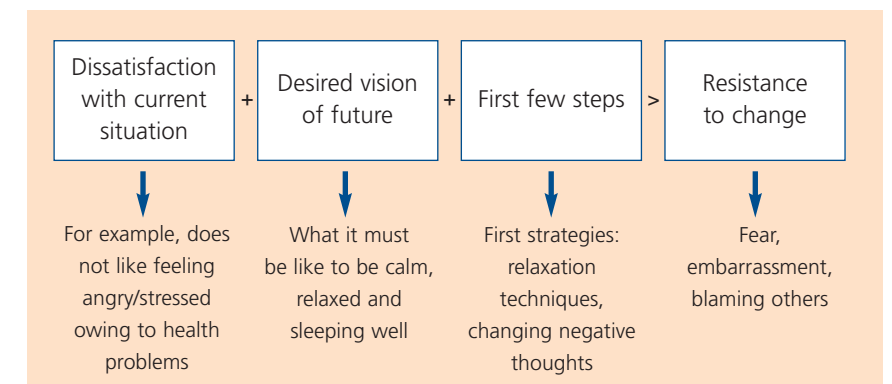 Dissatisfaction
with current
situation
+
Desired vision
of future
+
First few steps
>
Resistance
to change
For example, does
not like feeling
angry/stressed
owing to health
problems
What it must
be like to be calm,
relaxed and
sleeping well
First strategies:
relaxation
techniques,
changing negative
thoughts
Fear,
embarrassment,
blaming others